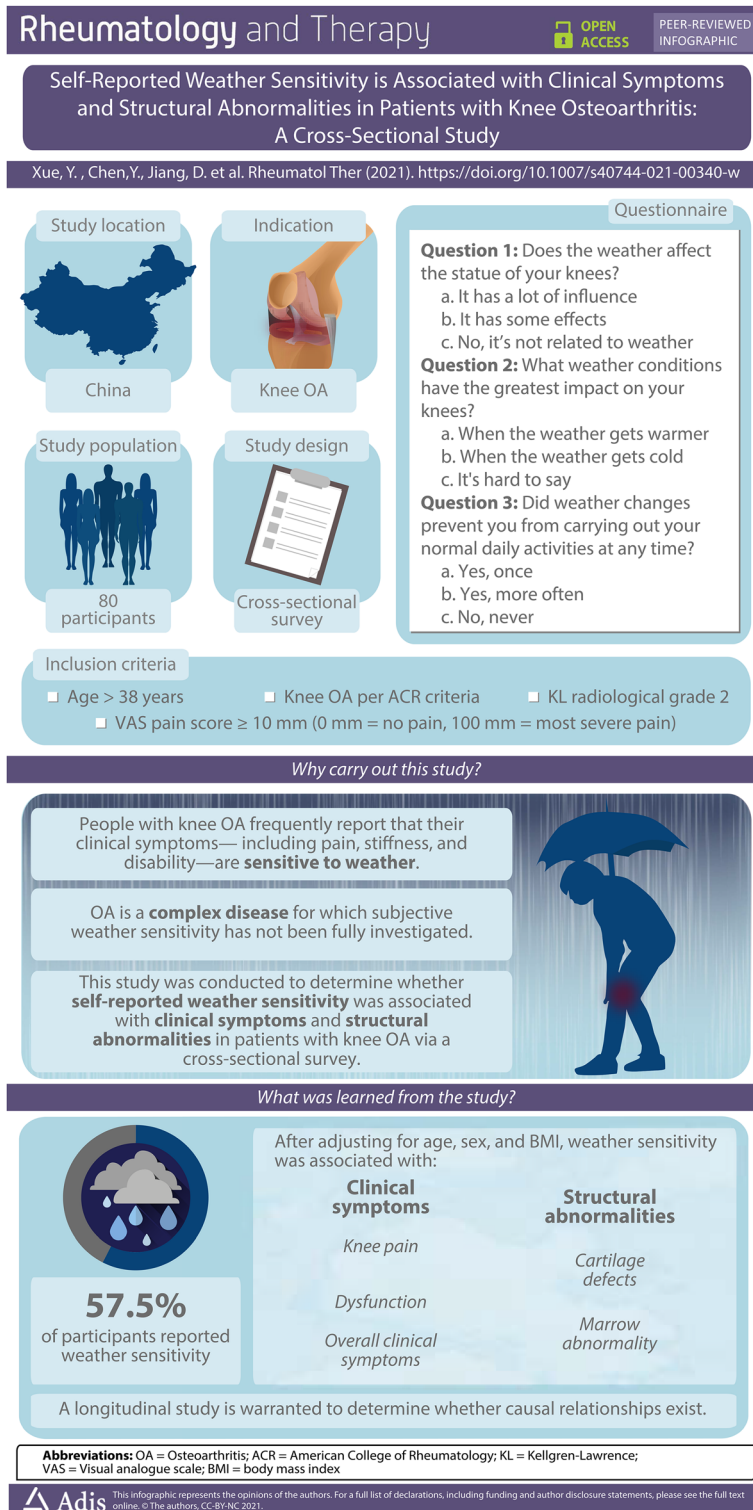 Rheumatology and Therapy
OPEN
ACCESS
PEER-REVIEWED
INFOGRAPHIC
Self-Reported Weather Sensitivity is Associated with Clinical Symptoms
and Structural Abnormalities in Patients with Knee Osteoarthritis:
A Cross-Sectional Study
Xue, Y. , Chen,Y., Jiang, D. et al. Rheumatol Ther (2021). https://doi.org/10.1007/s40744-021-00340-w
Study location
China
Indication
Knee OA
Study population
80
participants
Study design
Cross-sectional
survey
Questionnaire
Question 1: Does the weather affect
the statue of your knees?
a. It has a lot of influence
b. It has some effects
c. No, it's not related to weather
Question 2: What weather conditions
have the greatest impact on your
knees?
a. When the weather gets warmer
b. When the weather gets cold
c. It's hard to say
Question 3: Did weather changes
prevent you from carrying out your
normal daily activities at any time?
a. Yes, once
b. Yes, more often
c. No, never
Inclusion criteria
Age > 38 years
Knee OA per ACR criteria
KL radiological grade 2
VAS pain score ≥ 10 mm (0 mm = no pain, 100 mm = most severe pain)
Why carry out this study?
People with knee OA frequently report that their
clinical symptoms— including pain, stiffness, and
disability—are sensitive to weather.
OA is a complex disease for which subjective
weather sensitivity has not been fully investigated.
This study was conducted to determine whether
self-reported weather sensitivity was associated
with clinical symptoms and structural
abnormalities in patients with knee OA via a
cross-sectional survey.
What was learned from the study?
57.5%
of participants reported
weather sensitivity
After adjusting for age, sex, and BMI, weather sensitivity
was associated with:
Clinical
symptoms
Knee pain
Dysfunction
Overall clinical
symptoms
Structural
abnormalities
Cartilage
defects
Marrow
abnormality
A longitudinal study is warranted to determine whether causal relationships exist.
Abbreviations: OA = Osteoarthritis; ACR = American College of Rheumatology; KL = Kellgren-Lawrence;
VAS = Visual analogue scale; BMI = body mass index
Adis
This infographic represents the opinions of the authors. For a full list of declarations, including funding and author disclosure statements, please see the full text
online. © The authors, CC-BY-NC 2021.